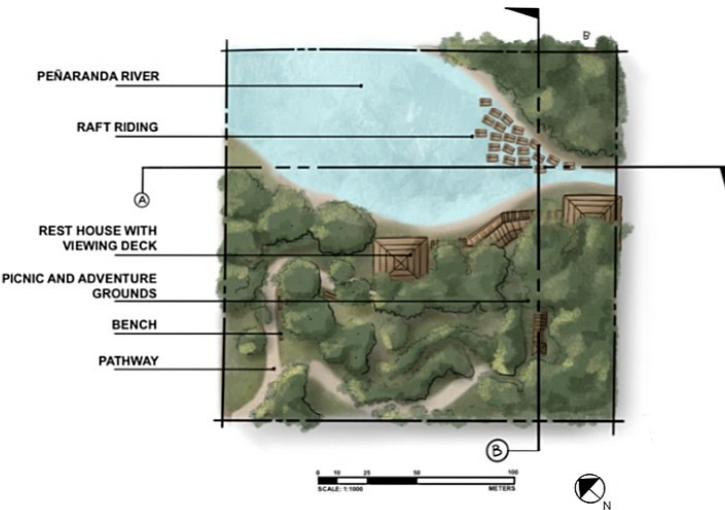 B'
PEÑARANDA RIVER
RAFT RIDING
A
REST HOUSE WITH
VIEWING DECK
PICNIC AND ADVENTURE
GROUNDS
BENCH
PATHWAY
B
0 10 25 50 100
SCALE: 1:1000 METERS
N